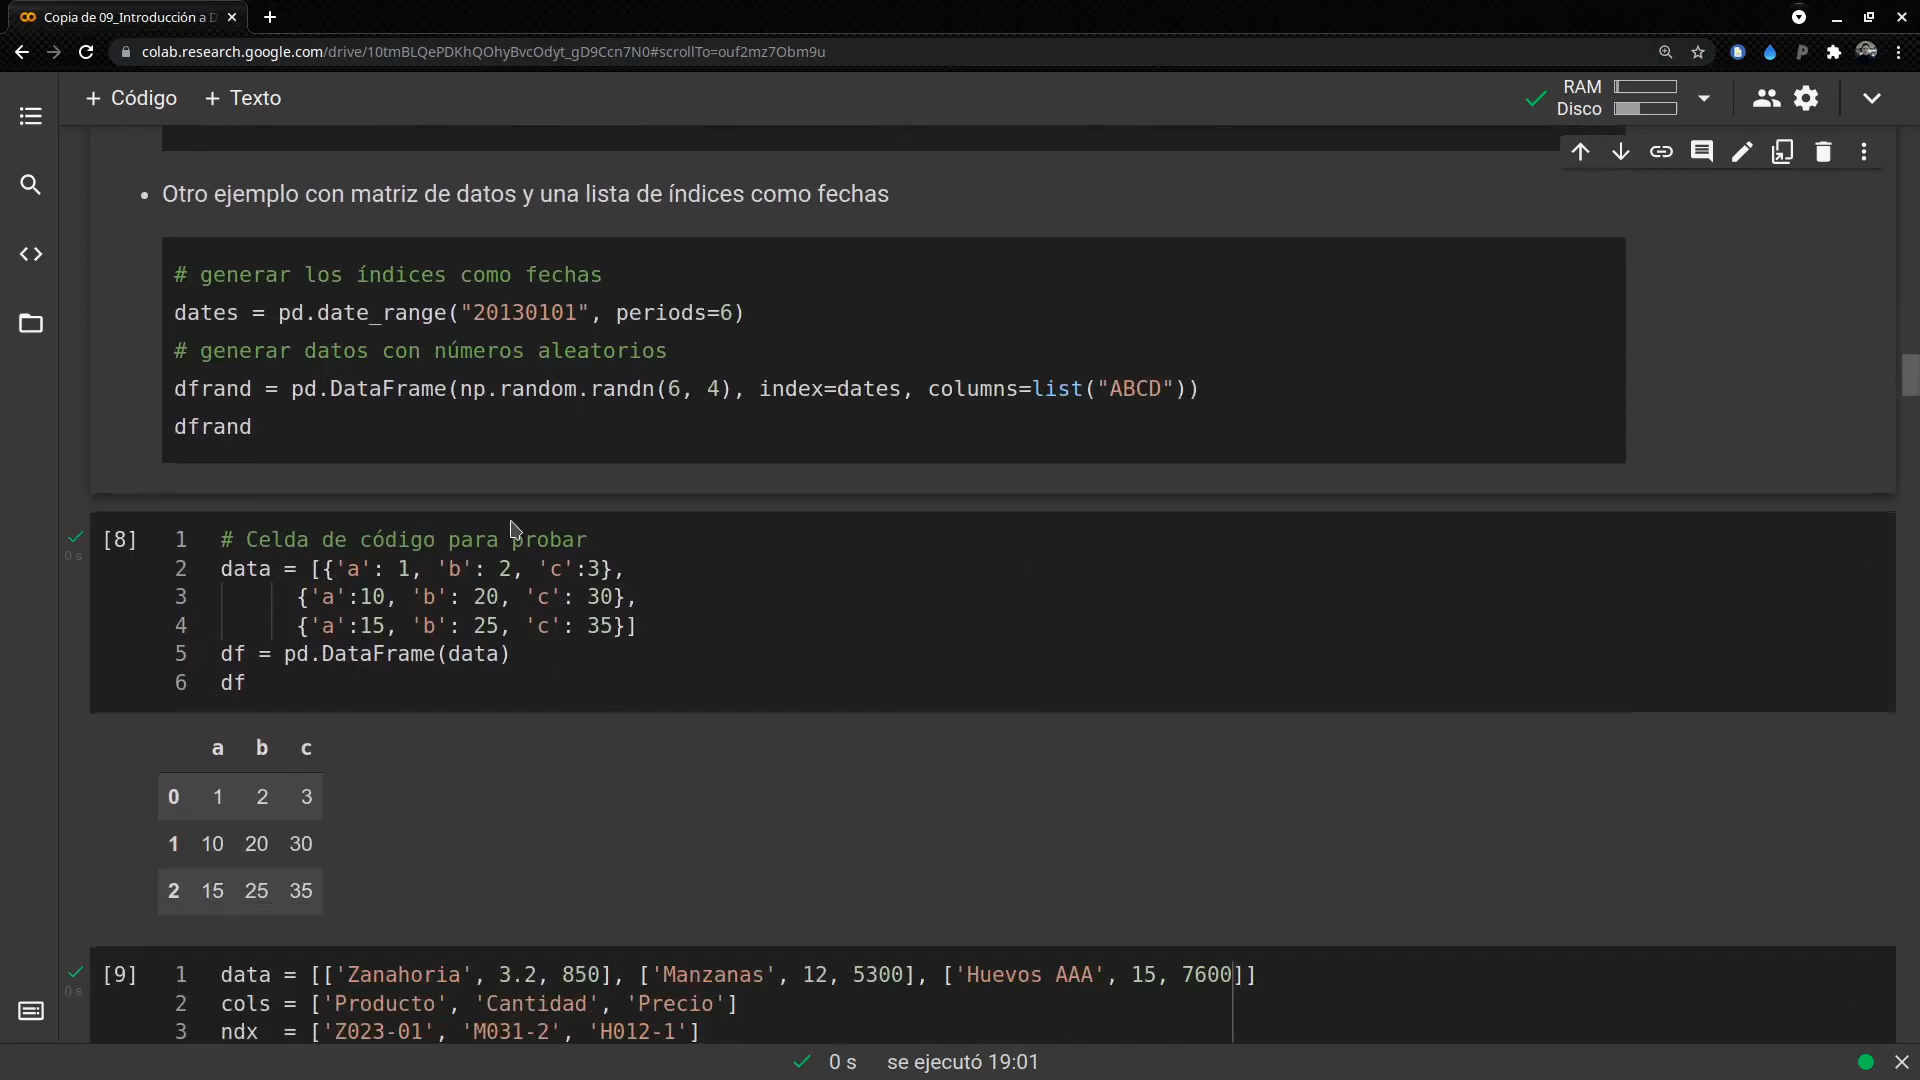 Copia de 09_Introducción a D
colab.research.google.com/drive/10tmBLQePDKhQOhyBvcOdyt_gD9Ccn7N0#scrollTo=ouf2mz7Obm9u
+ Código + Texto
RAM
Disco
• Otro ejemplo con matriz de datos y una lista de índices como fechas
# generar los índices como fechas
dates = pd.date_range("20130101", periods=6)
# generar datos con números aleatorios
dfrand = pd.DataFrame(np.random.randn(6, 4), index=dates, columns=list("ABCD"))
dfrand
0 s
[8] 1 # Celda de código para probar
2 data = [{'a': 1, 'b': 2, 'c':3},
3 {'a':10, 'b': 20, 'c': 30},
4 {'a':15, 'b': 25, 'c': 35}]
5 df = pd.DataFrame(data)
6 df
a b c
0 1 2 3
1 10 20 30
2 15 25 35
0 s
[9] 1 data = [['Zanahoria', 3.2, 850], ['Manzanas', 12, 5300], ['Huevos AAA', 15, 7600]]
2 cols = ['Producto', 'Cantidad', 'Precio']
3 ndx = ['Z023-01', 'M031-2', 'H012-1']
0 s se ejecutó 19:01